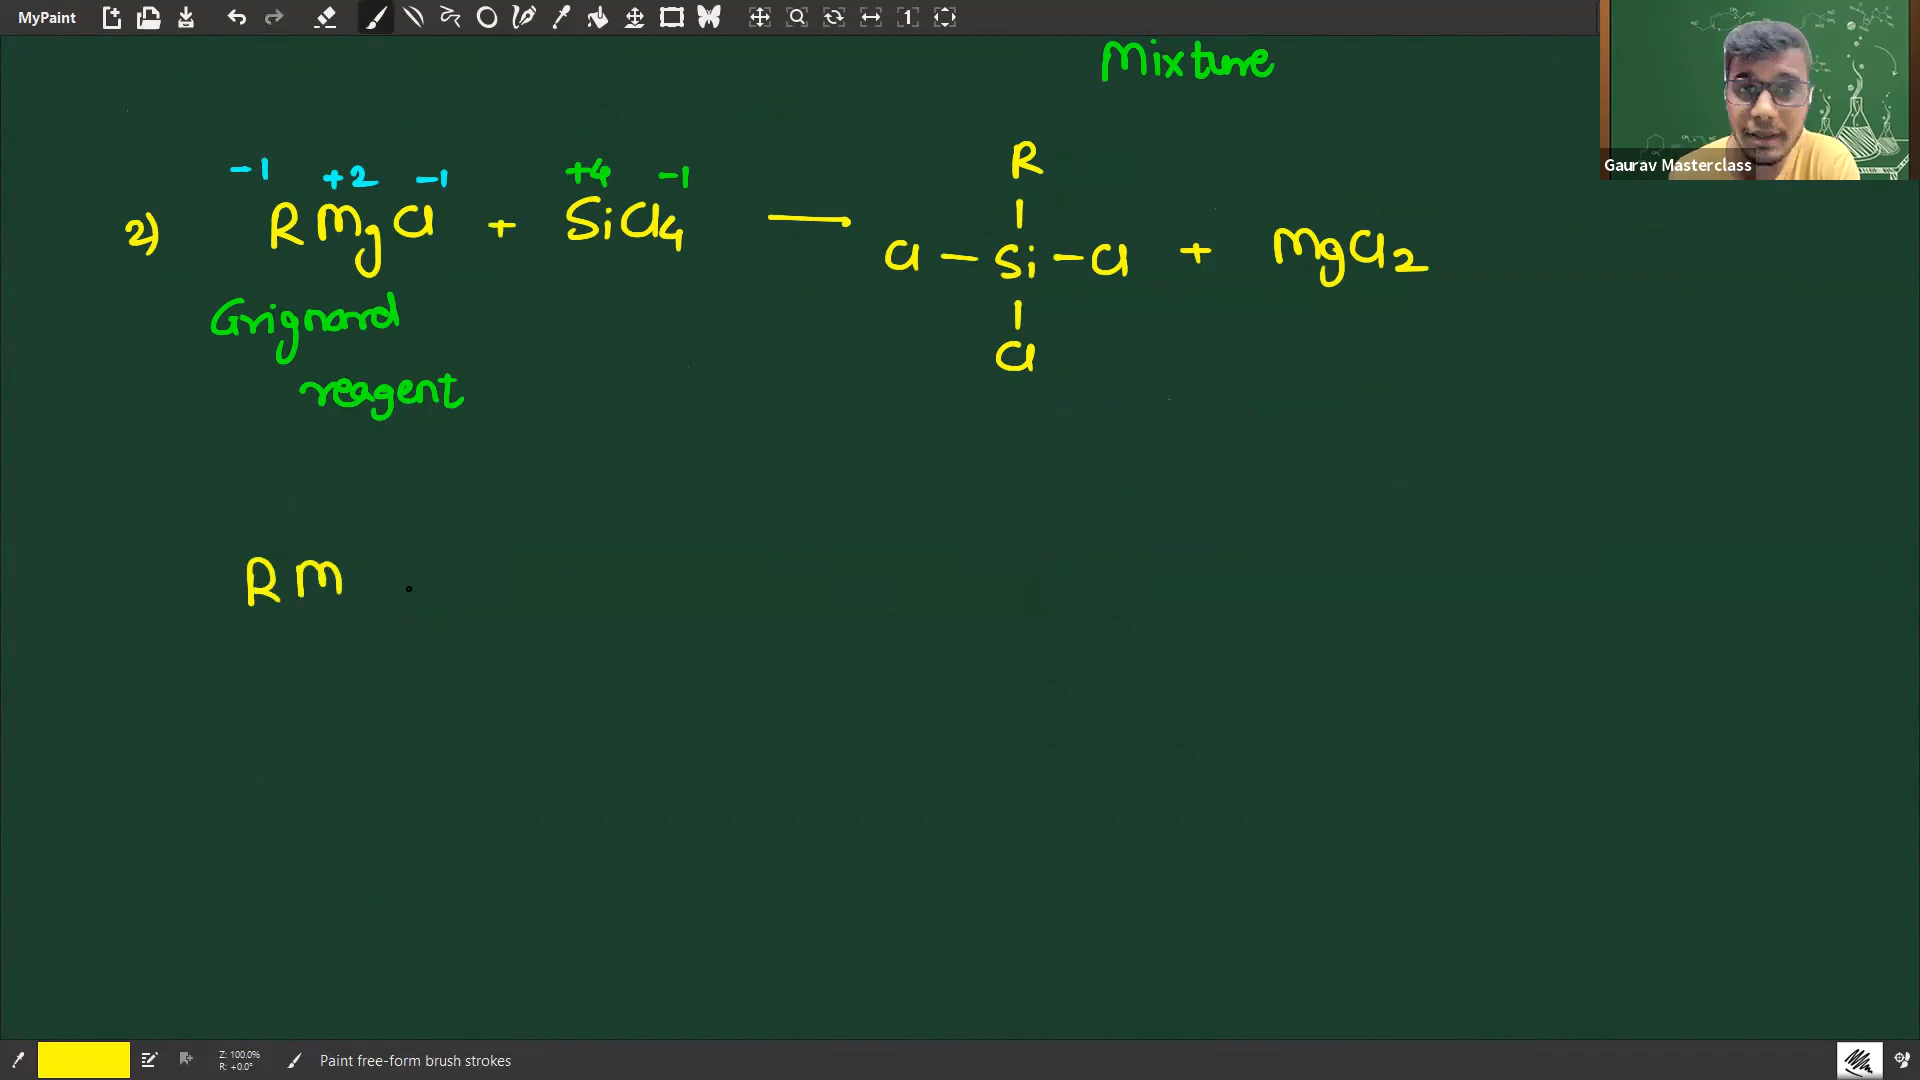 MyPaint
Mixture
Gaurav Masterclass
-1 +2 -1 +4 -1
2) RMgCl + SiCl4 — R
Cl — Si — Cl + MgCl2
Cl
Grignard
reagent
RM
Z: 100.0%
R: +0.0°
Paint free-form brush strokes